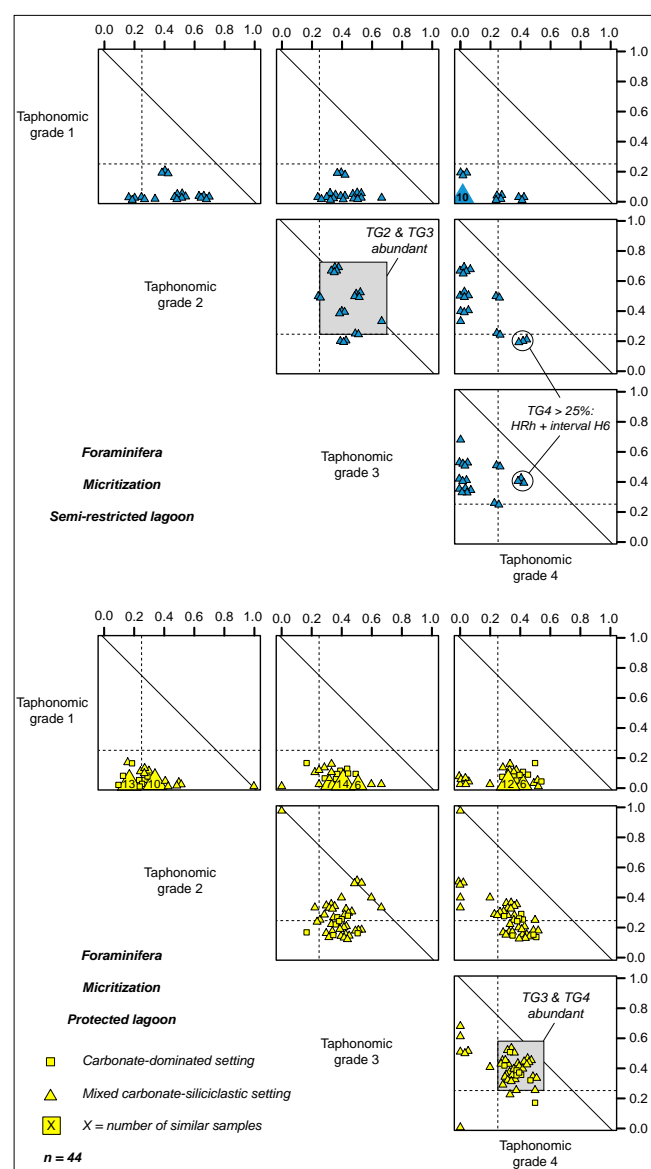 0.0 0.2 0.4 0.6 0.8 1.0
0.0 0.2 0.4 0.6 0.8 1.0
0.0 0.2 0.4 0.6 0.8 1.0
1.0
0.8
0.6
0.4
0.2
0.0
Taphonomic
grade 1
10
TG2 & TG3
abundant
1.0
0.8
0.6
0.4
0.2
0.0
Taphonomic
grade 2
TG4 > 25%:
HRh + interval H6
1.0
0.8
0.6
0.4
0.2
0.0
Taphonomic
grade 3
Foraminifera
Micritization
Semi-restricted lagoon
Taphonomic
grade 4
0.0 0.2 0.4 0.6 0.8 1.0
0.0 0.2 0.4 0.6 0.8 1.0
0.0 0.2 0.4 0.6 0.8 1.0
1.0
0.8
0.6
0.4
0.2
0.0
Taphonomic
grade 1
13 10
7 14 6
12 6
1.0
0.8
0.6
0.4
0.2
0.0
Taphonomic
grade 2
Foraminifera
Micritization
Protected lagoon
TG3 & TG4
abundant
1.0
0.8
0.6
0.4
0.2
0.0
Taphonomic
grade 3
Carbonate-dominated setting
Mixed carbonate-siliciclastic setting
X X = number of similar samples
n = 44
Taphonomic
grade 4